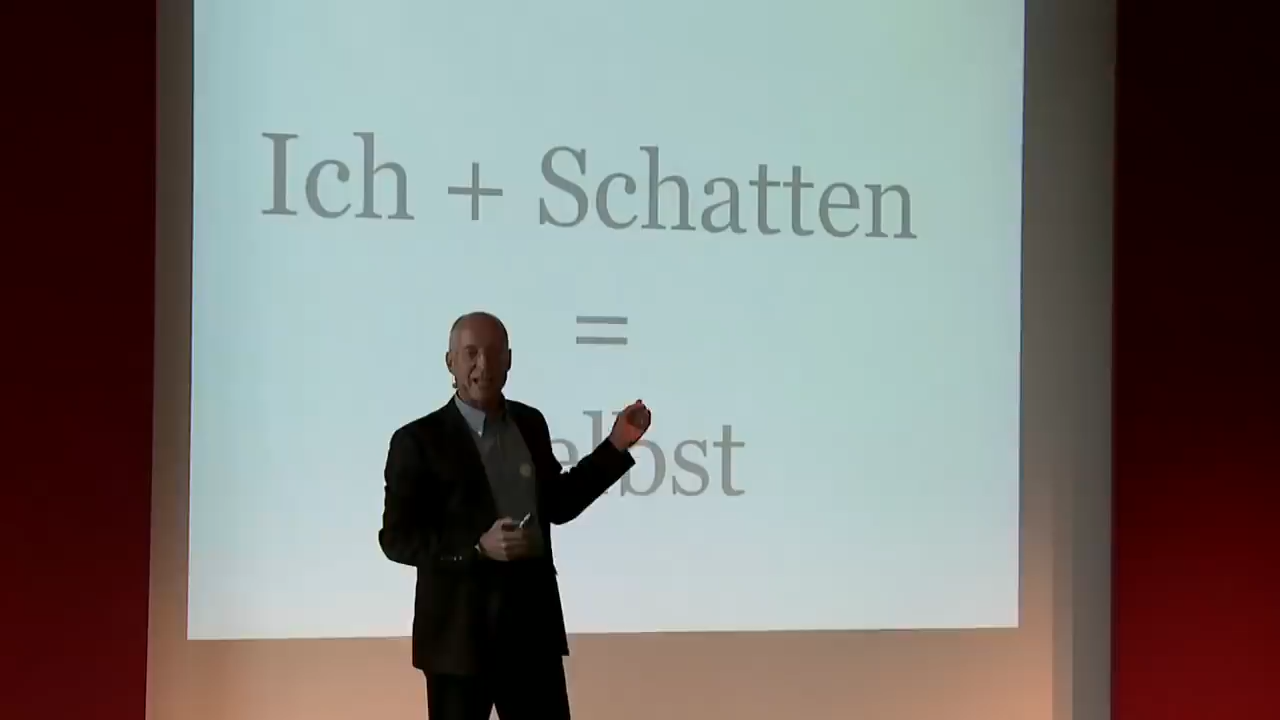 Ich + Schatten
=
elbst